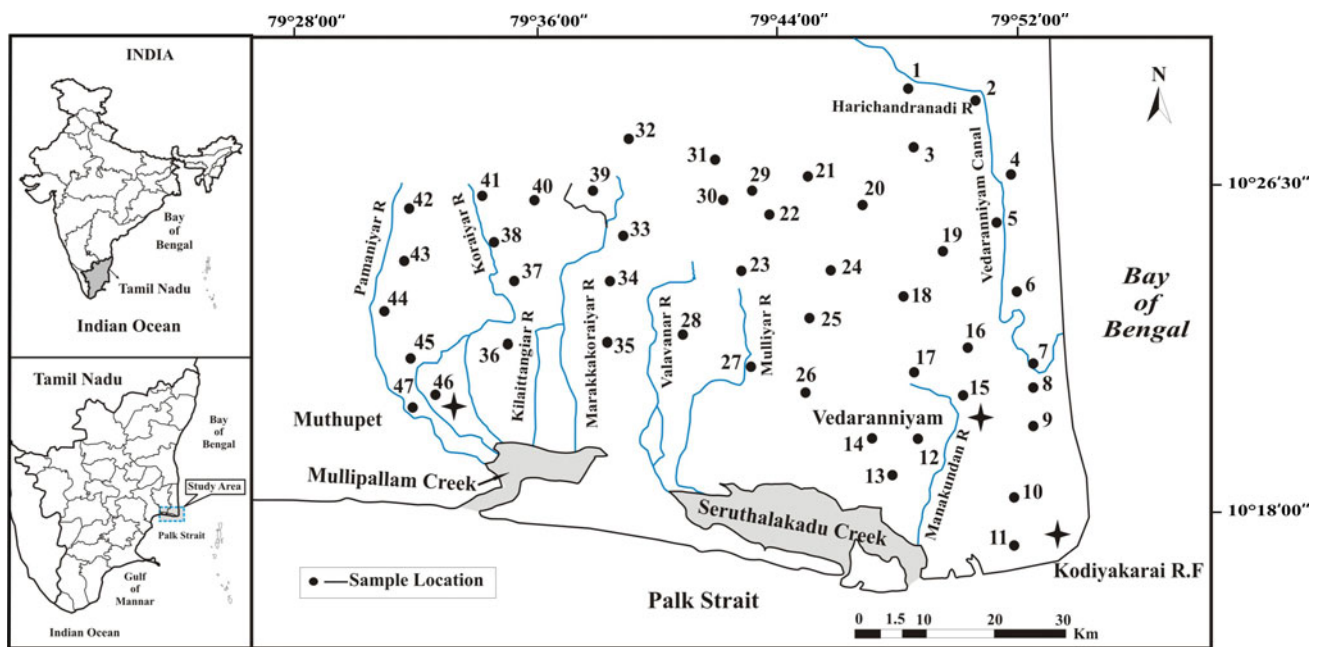 79°28′00″ 79°36′00″ 79°44′00″ 79°52′00″
INDIA
Bay
of
Bengal
Tamil Nadu
Indian Ocean
Tamil Nadu
Bay
of
Bengal
Study Area
Palk Strait
Gulf
of
Mannar
Indian Ocean
1
2
Harichandranadi R
N
32
3
31
4
10°26′30″
39
29
21
41
40
30
20
42
22
Vedaranniyam Canal
5
Pamaniyar R
Koraiyar R
38
33
19
43
37
34
23
24
6
Bay
of
Bengal
44
18
25
28
16
45
36
Kilaittangiar R
Marakkakoraiyar R
35
Valavanar R
27
Mulliyar R
17
7
8
47
46
26
15
Muthupet
Vedaranniyam
9
14
12
Mullipallam Creek
13
Manakundan R
10
Seruthalakadu Creek
10°18′00″
11
Sample Location
Kodiyakarai R.F
Palk Strait
0 1.5 10 20 30
Km